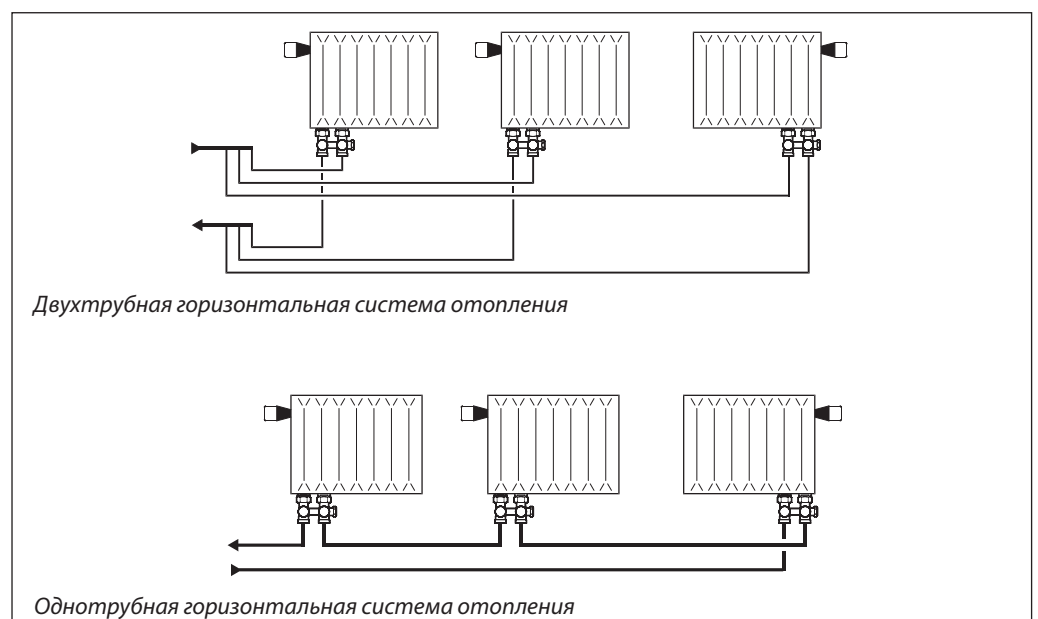 Двухтрубная горизонтальная система отопления
Однотрубная горизонтальная система отопления